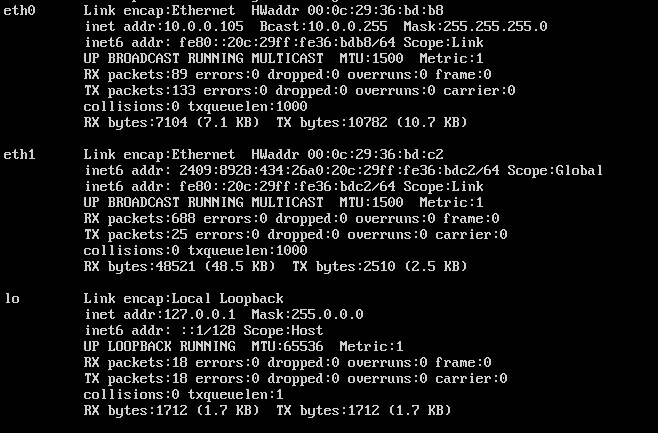 eth0      Link encap:Ethernet  HWaddr 00:0c:29:36:bd:b8
          inet addr:10.0.0.105  Bcast:10.0.0.255  Mask:255.255.255.0
          inet6 addr: fe80::20c:29ff:fe36:bdb8/64 Scope:Link
          UP BROADCAST RUNNING MULTICAST  MTU:1500  Metric:1
          RX packets:89 errors:0 dropped:0 overruns:0 frame:0
          TX packets:133 errors:0 dropped:0 overruns:0 carrier:0
          collisions:0 txqueuelen:1000
          RX bytes:7104 (7.1 KB)  TX bytes:10782 (10.7 KB)

eth1      Link encap:Ethernet  HWaddr 00:0c:29:36:bd:c2
          inet6 addr: 2409:8928:434:26a0:20c:29ff:fe36:bdc2/64 Scope:Global
          inet6 addr: fe80::20c:29ff:fe36:bdc2/64 Scope:Link
          UP BROADCAST RUNNING MULTICAST  MTU:1500  Metric:1
          RX packets:688 errors:0 dropped:0 overruns:0 frame:0
          TX packets:25 errors:0 dropped:0 overruns:0 carrier:0
          collisions:0 txqueuelen:1000
          RX bytes:48521 (48.5 KB)  TX bytes:2510 (2.5 KB)

lo        Link encap:Local Loopback
          inet addr:127.0.0.1  Mask:255.0.0.0
          inet6 addr: ::1/128 Scope:Host
          UP LOOPBACK RUNNING  MTU:65536  Metric:1
          RX packets:18 errors:0 dropped:0 overruns:0 frame:0
          TX packets:18 errors:0 dropped:0 overruns:0 carrier:0
          collisions:0 txqueuelen:1
          RX bytes:1712 (1.7 KB)  TX bytes:1712 (1.7 KB)